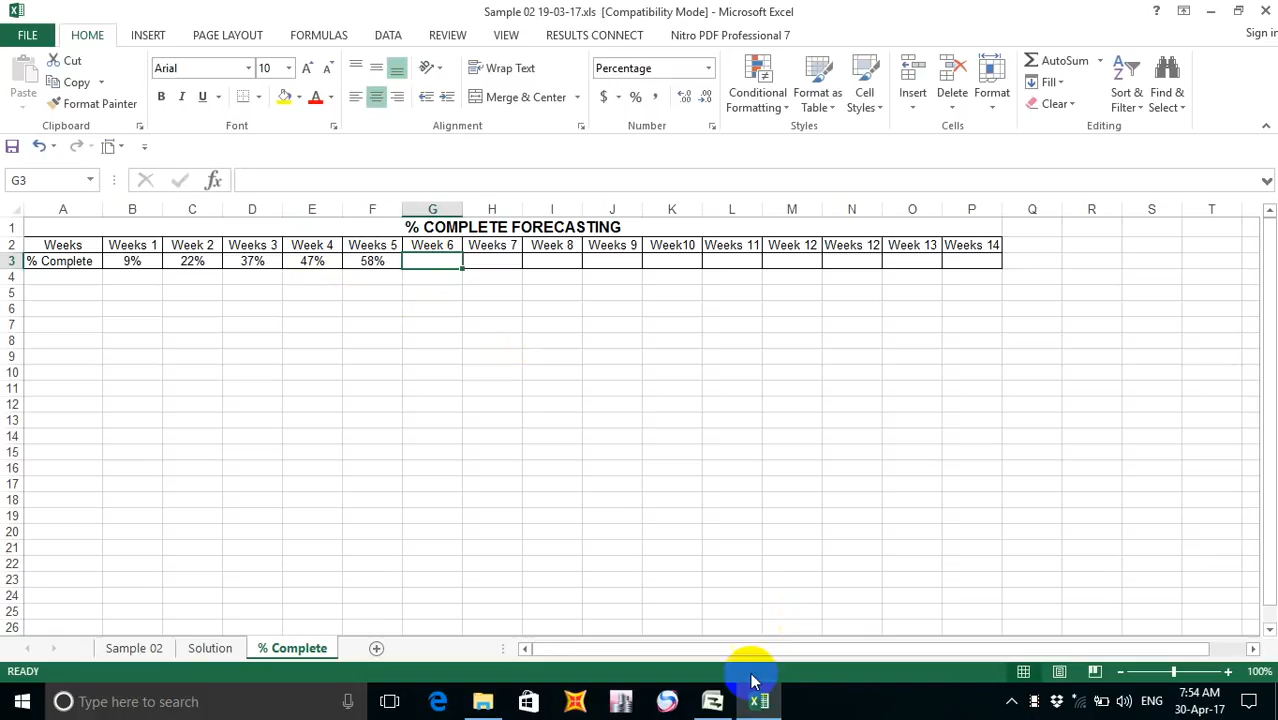 Sample 02 19-03-17.xls [Compatibility Mode] - Microsoft Excel
?
FILE HOME INSERT PAGE LAYOUT FORMULAS DATA REVIEW VIEW RESULTS CONNECT Nitro PDF Professional 7 Sign in
Paste
Cut
Copy
Format Painter
Clipboard
Arial 10 A A
B I U A
Font
Wrap Text
Merge & Center
Alignment
Percentage
$ % ,
Number
Conditional Formatting
Format as Table
Cell Styles
Styles
Insert Delete Format
Cells
AutoSum
Fill
Clear
Sort & Filter
Find & Select
Editing
G3 fx
A B C D E F G H I J K L M N O P Q R S T
1 % COMPLETE FORECASTING
2 Weeks Weeks 1 Week 2 Weeks 3 Week 4 Weeks 5 Week 6 Weeks 7 Week 8 Weeks 9 Week10 Weeks 11 Week 12 Weeks 12 Week 13 Weeks 14
3 % Complete 9% 22% 37% 47% 58%
4
5
6
7
8
9
10
11
12
13
14
15
16
17
18
19
20
21
22
23
24
25
26
Sample 02 Solution % Complete
READY 100%
Type here to search ENG 7:54 AM
30-Apr-17